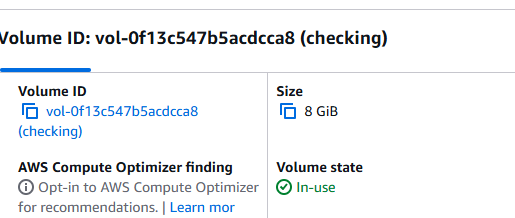 Volume ID: vol-0f13c547b5acdcca8 (checking)
Volume ID
vol-0f13c547b5acdcca8
(checking)
Size
8 GiB
AWS Compute Optimizer finding
Opt-in to AWS Compute Optimizer
for recommendations. | Learn mor
Volume state
In-use